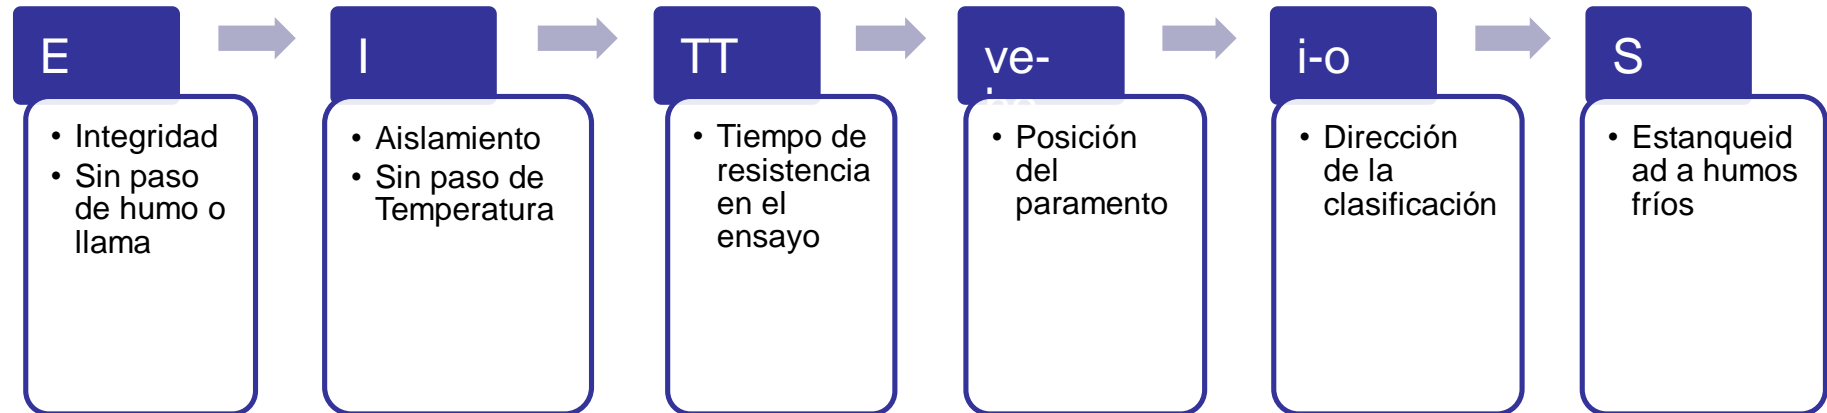 E
• Integridad
• Sin paso
de humo o
llama
I
• Aislamiento
• Sin paso de
Temperatura
TT
• Tiempo de
resistencia
en el
ensayo
ve-
• Posición
del
paramento
i-o
• Dirección
de la
clasificación
S
• Estanqueid
ad a humos
fríos